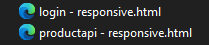 login - responsive.html
productapi - responsive.html